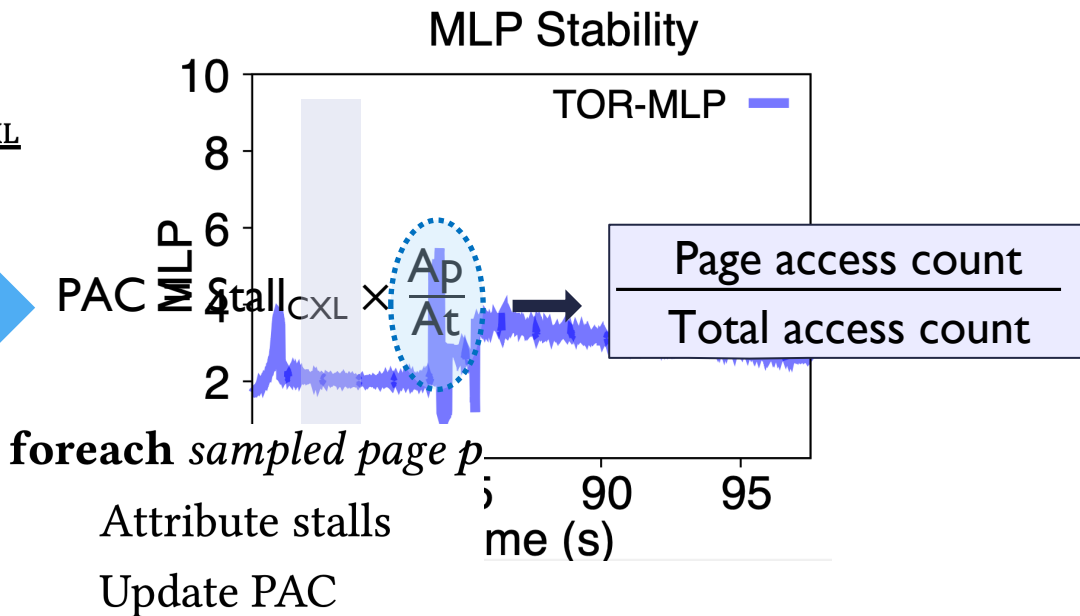 MLP Stability
10
TOR-MLP
8
6
4
2
MLP
PAC
Stall CXL × Ap / At
Page access count
Total access count
foreach sampled page p
90 95
me (s)
Attribute stalls
Update PAC